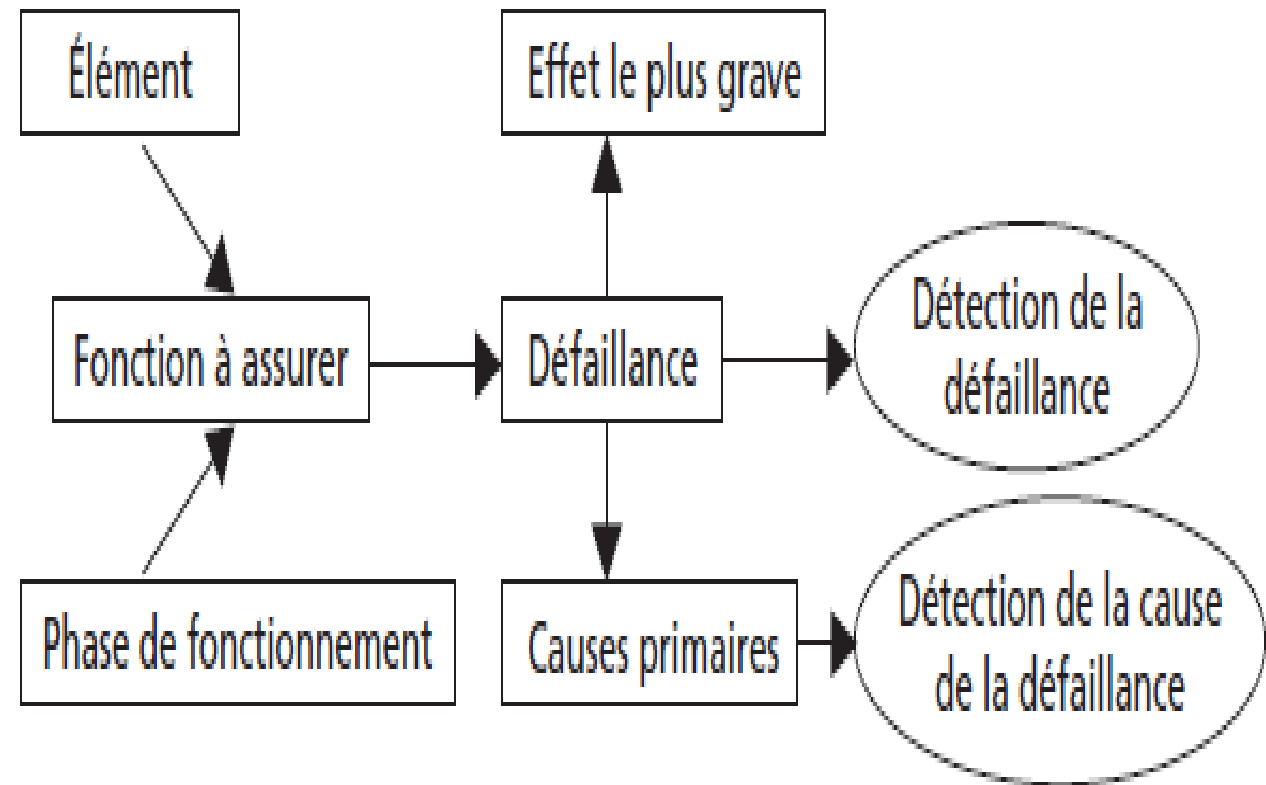 Élément
Effet le plus grave
Fonction à assurer
Défaillance
Détection de la
défaillance
Phase de fonctionnement
Causes primaires
Détection de la cause
de la défaillance